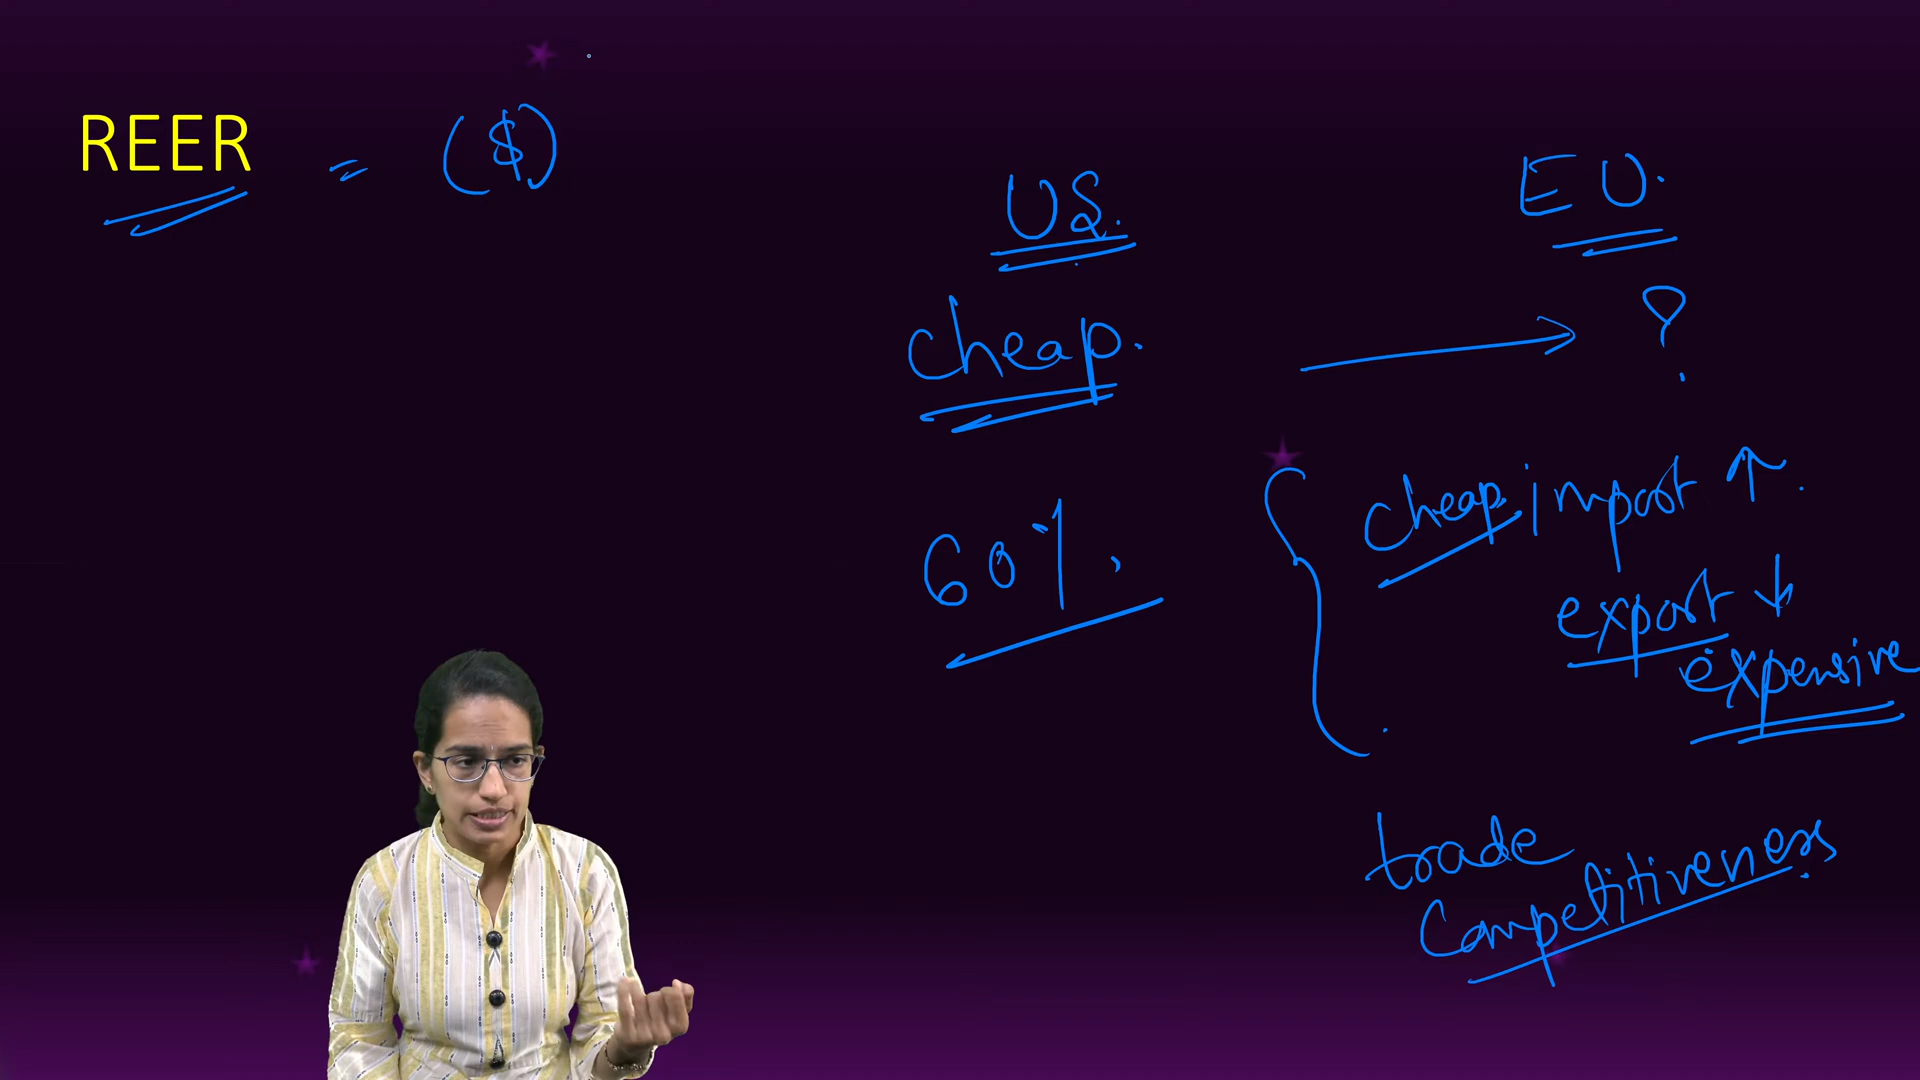 REER = ($)
US.
EU.
cheap. → ?
60%.
cheap import ↑.
export ↓
expensive
trade
Competitiveness